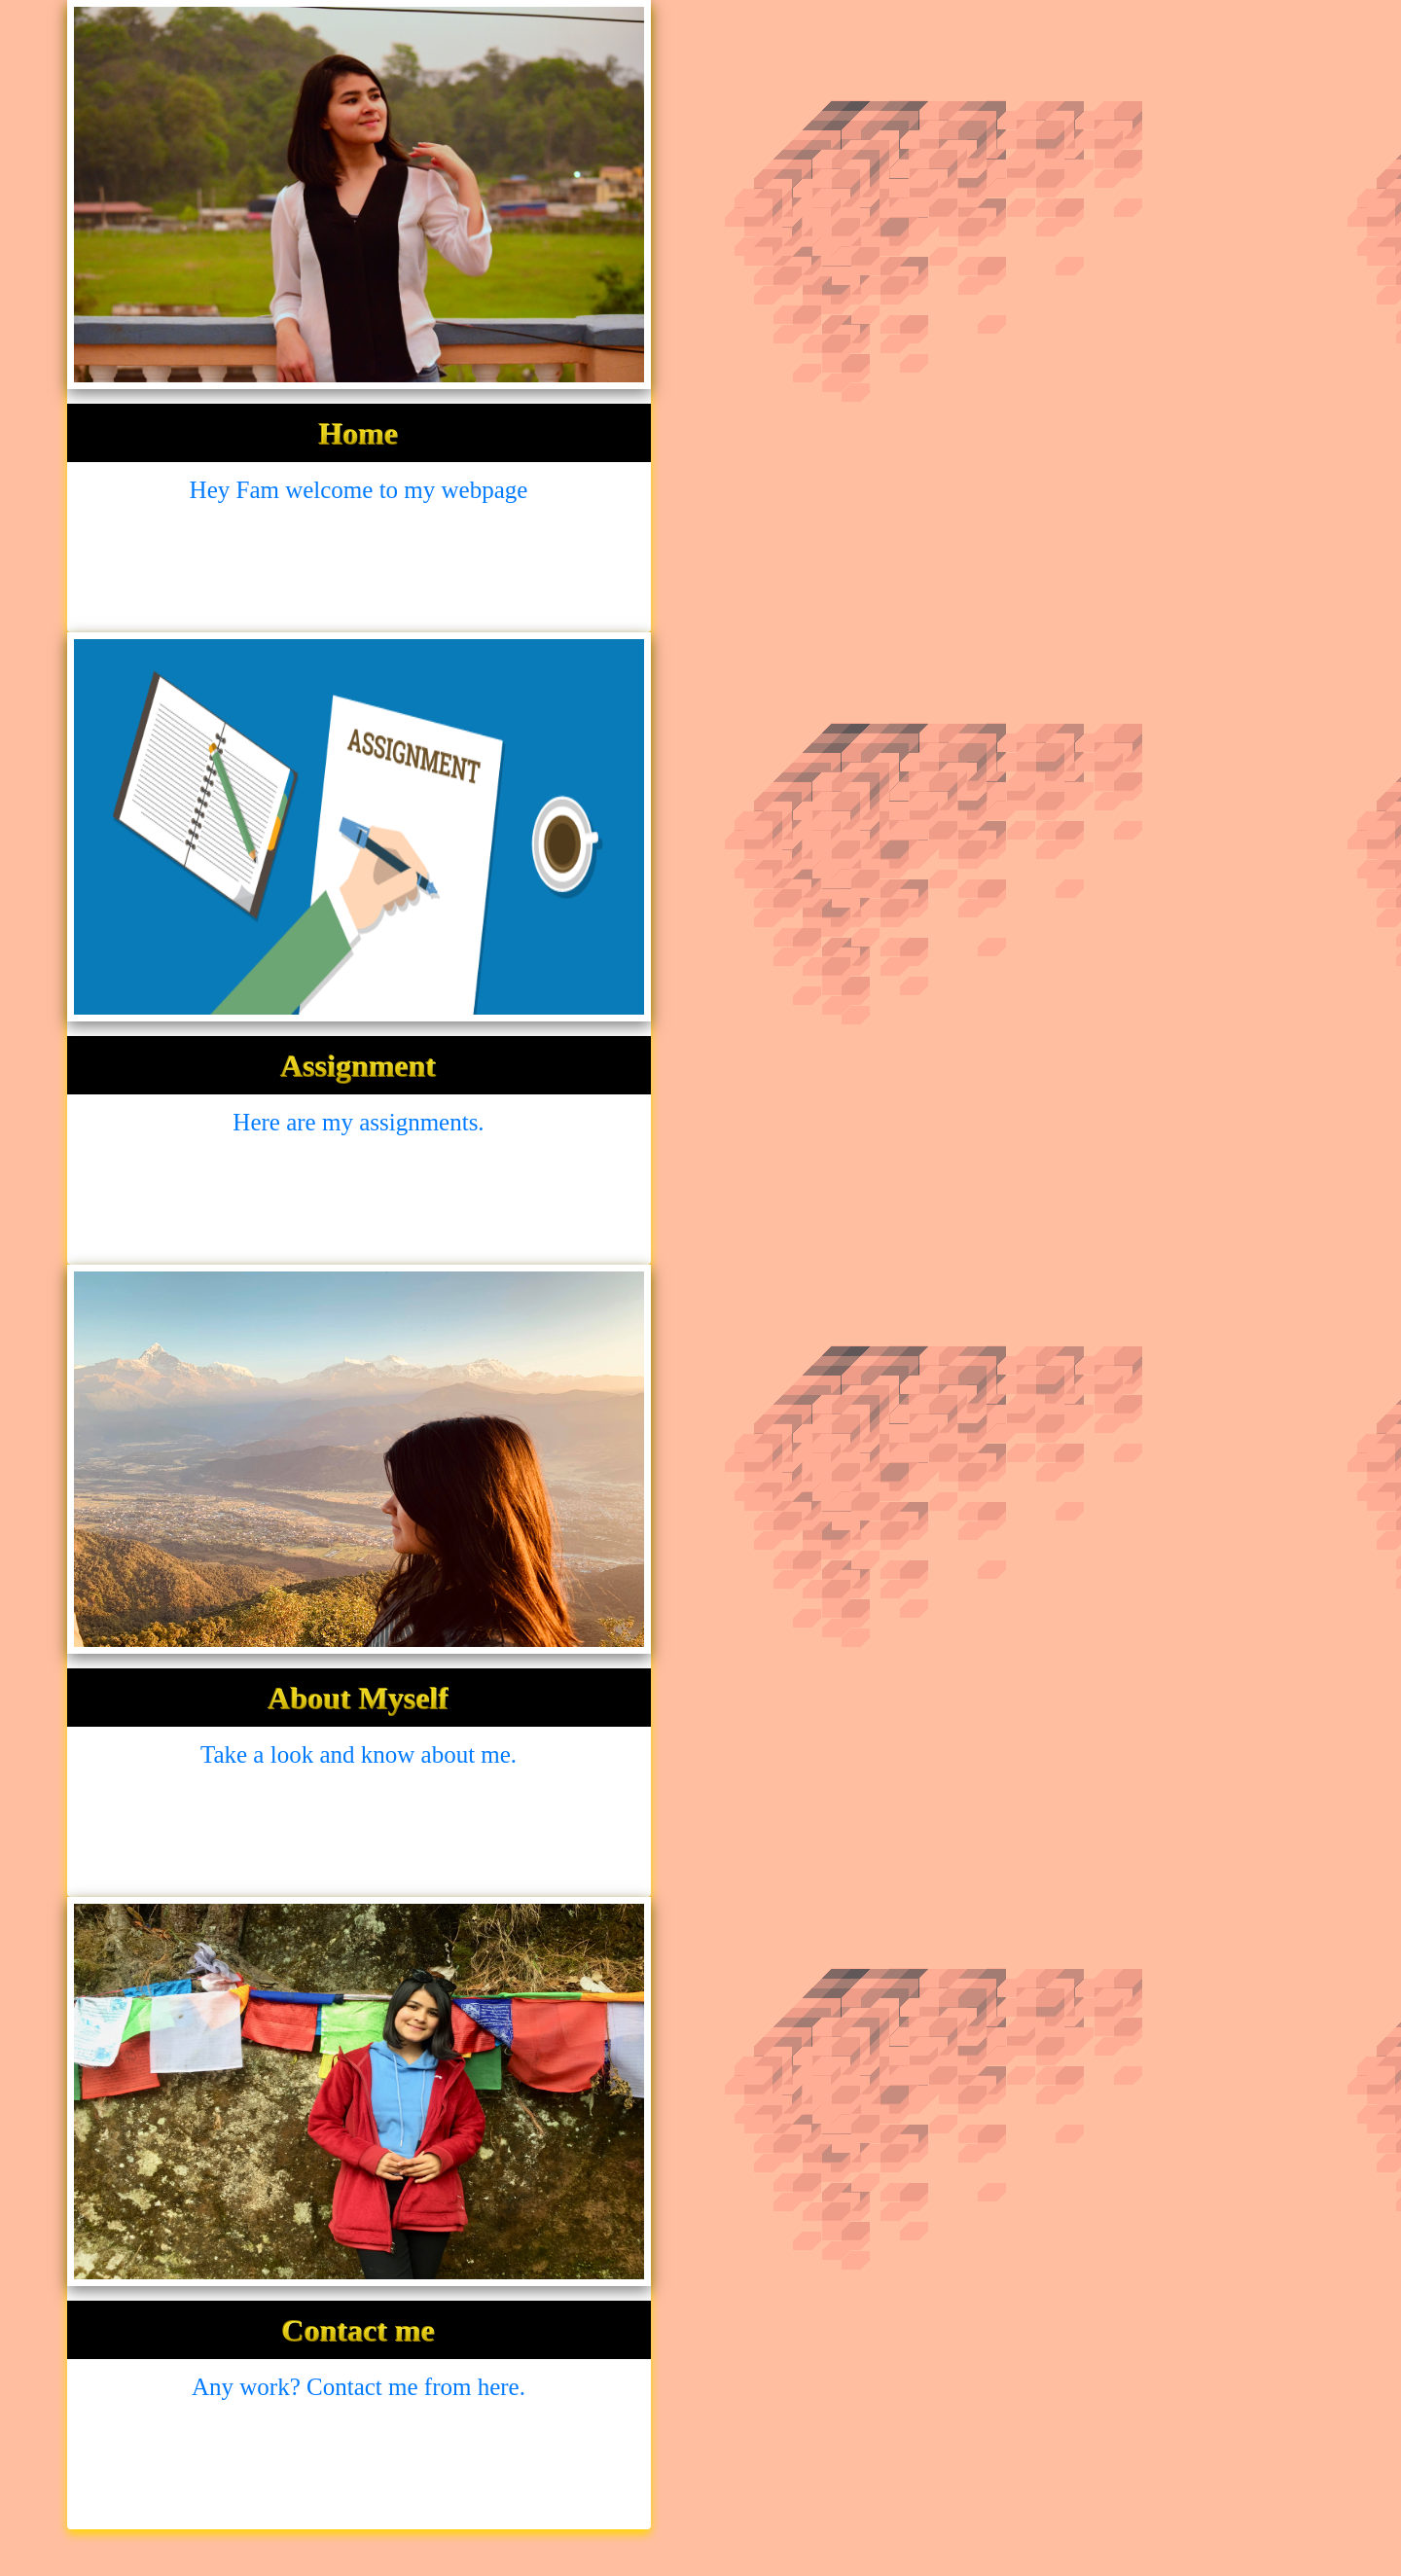 Home
Hey Fam welcome to my webpage
ASSIGNMENT
Assignment
Here are my assignments.
About Myself
Take a look and know about me.
Contact me
Any work? Contact me from here.